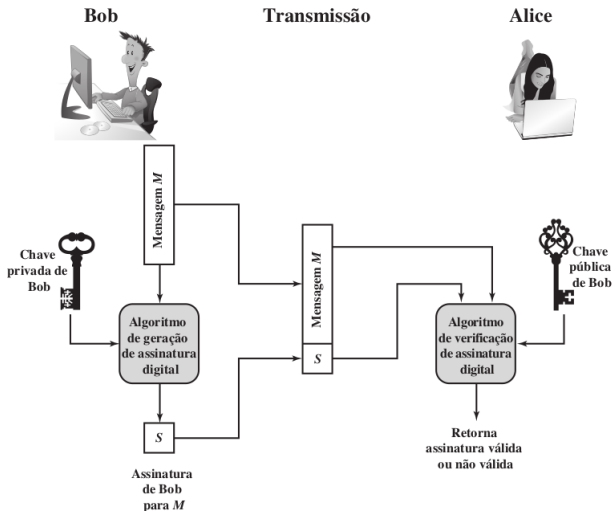 Bob
Transmissão
Alice
Mensagem M
Chave
privada de
Bob
Mensagem M
Chave
pública
de Bob
Algoritmo
de geração
de assinatura
digital
Algoritmo
de verificação
de assinatura
digital
S
S
Retorna
assinatura válida
ou não válida
Assinatura
de Bob
para M